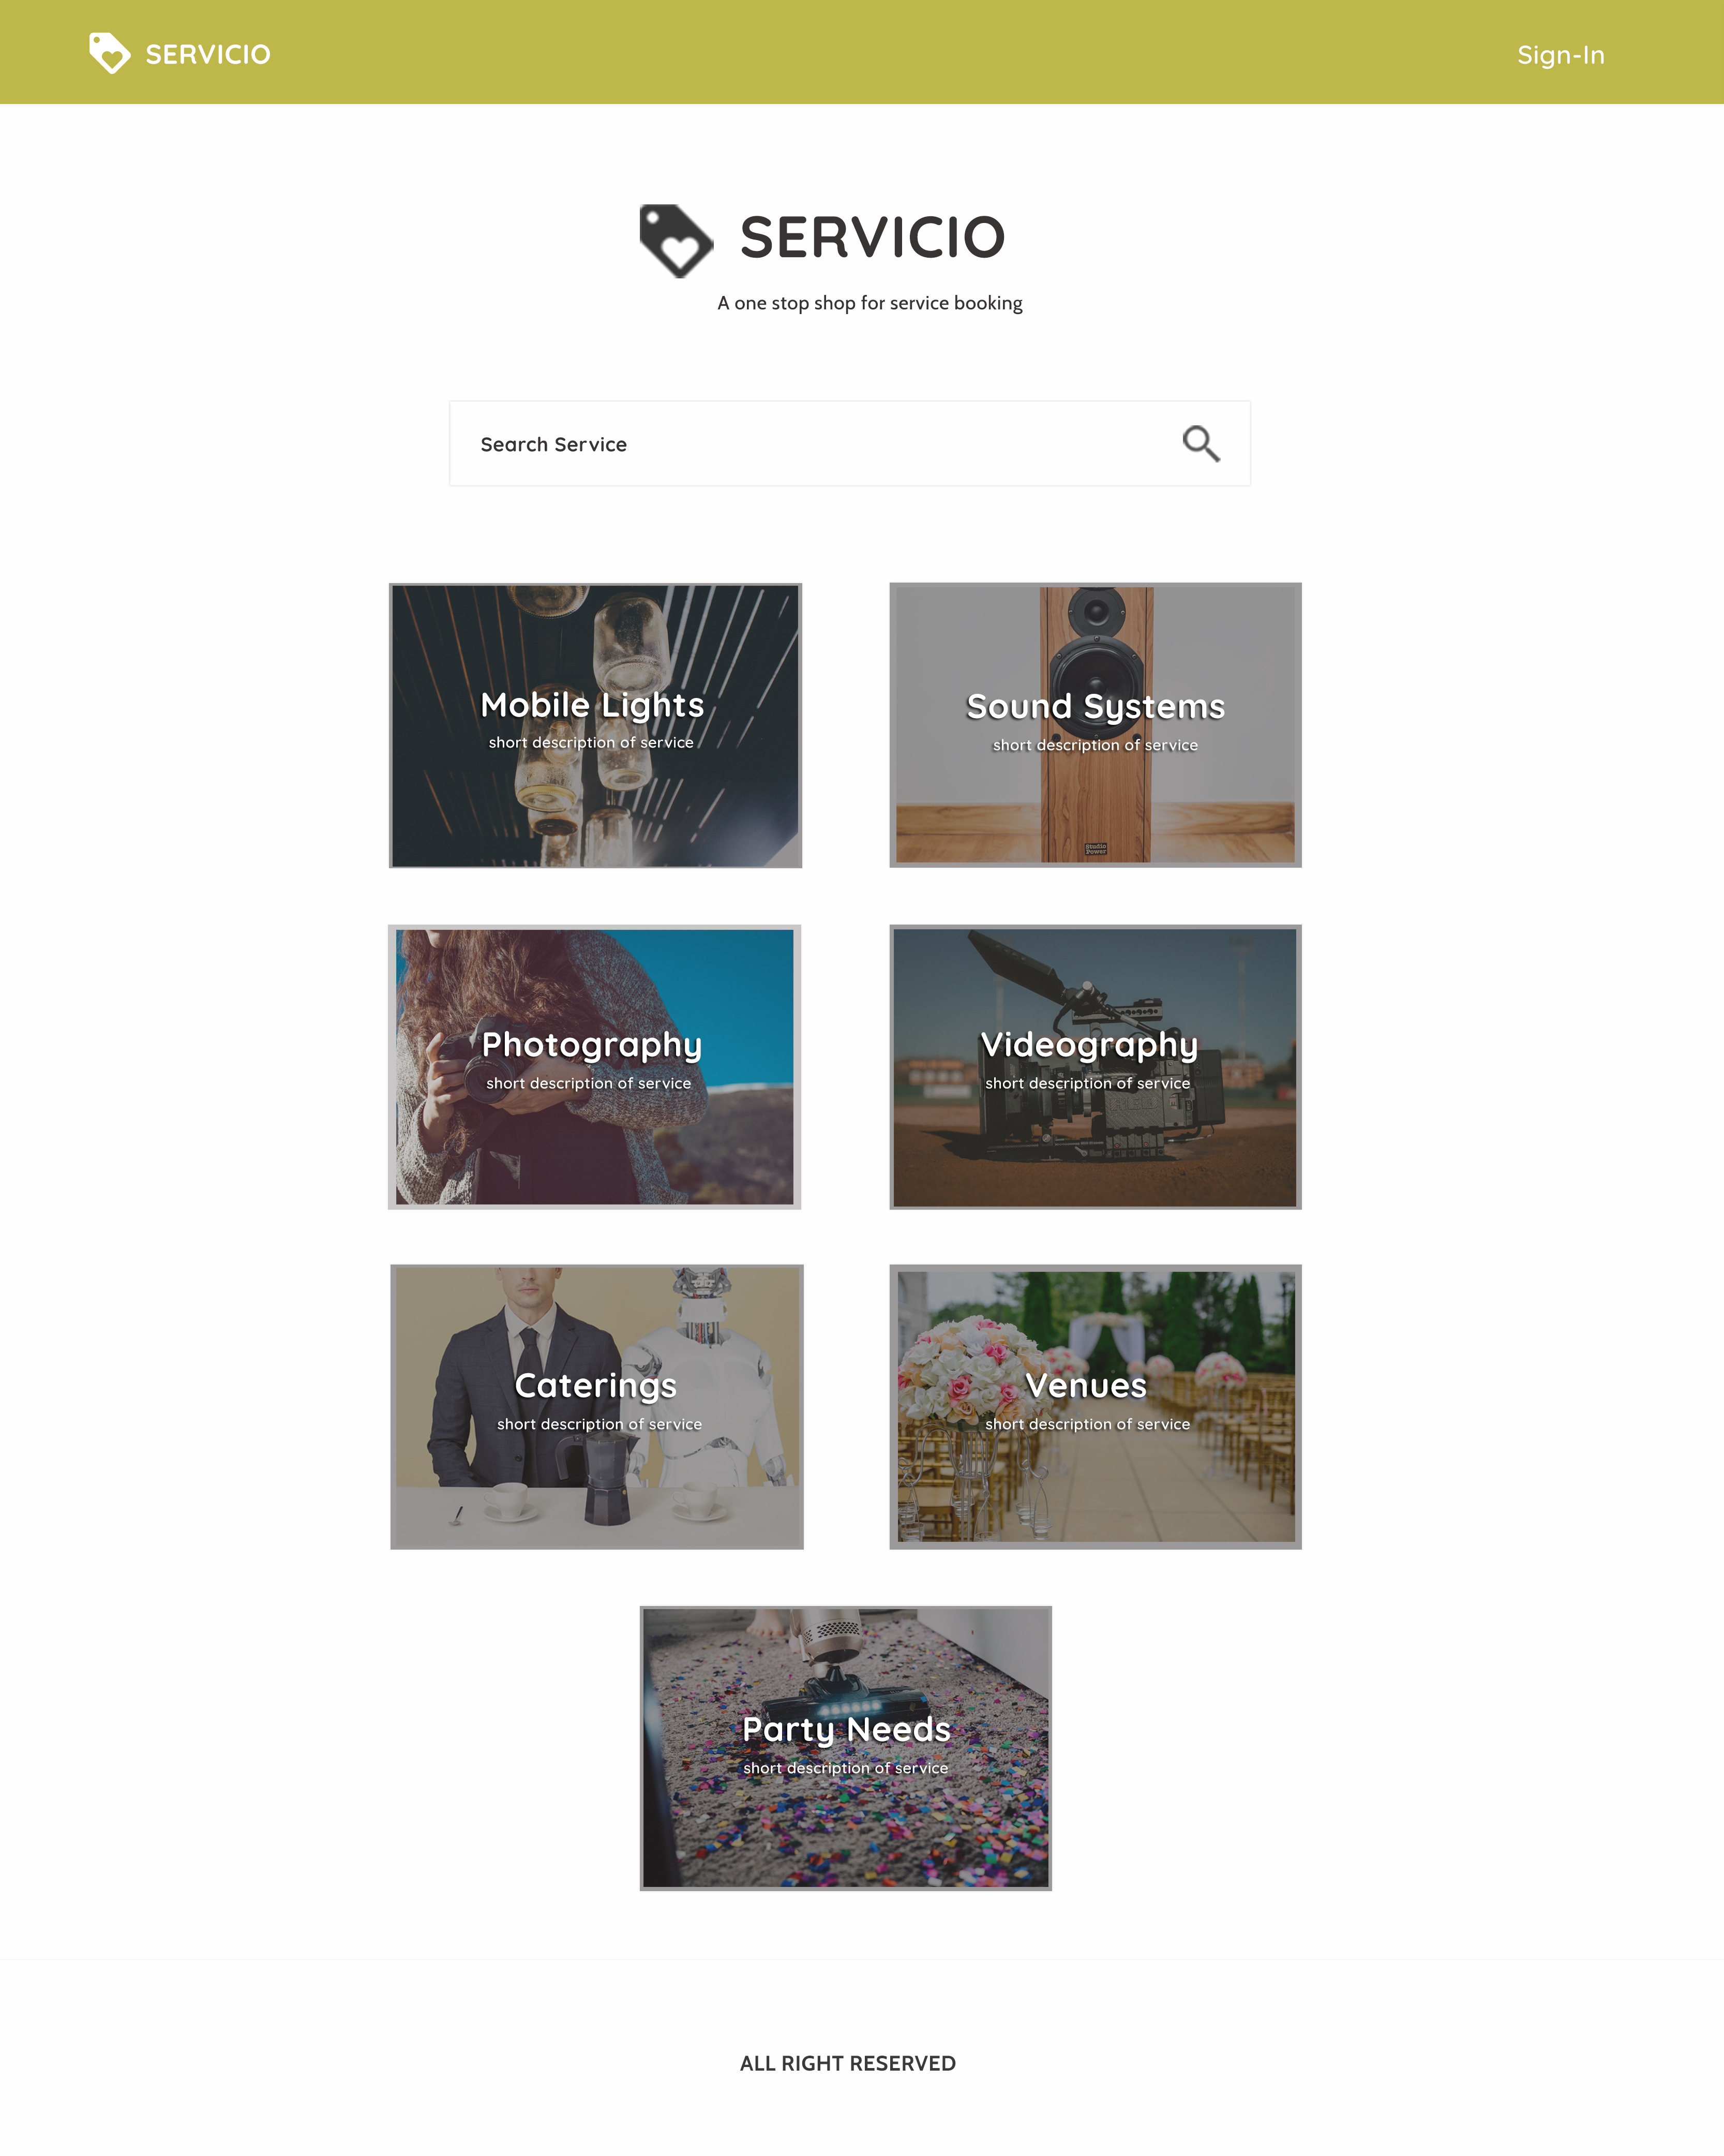 SERVICIO
Sign-In
SERVICIO
A one stop shop for service booking
Search Service
Mobile Lights
short description of service
Sound Systems
short description of service
Studio
Power
Photography
short description of service
Videography
short description of service
Caterings
short description of service
Venues
short description of service
Party Needs
short description of service
ALL RIGHT RESERVED